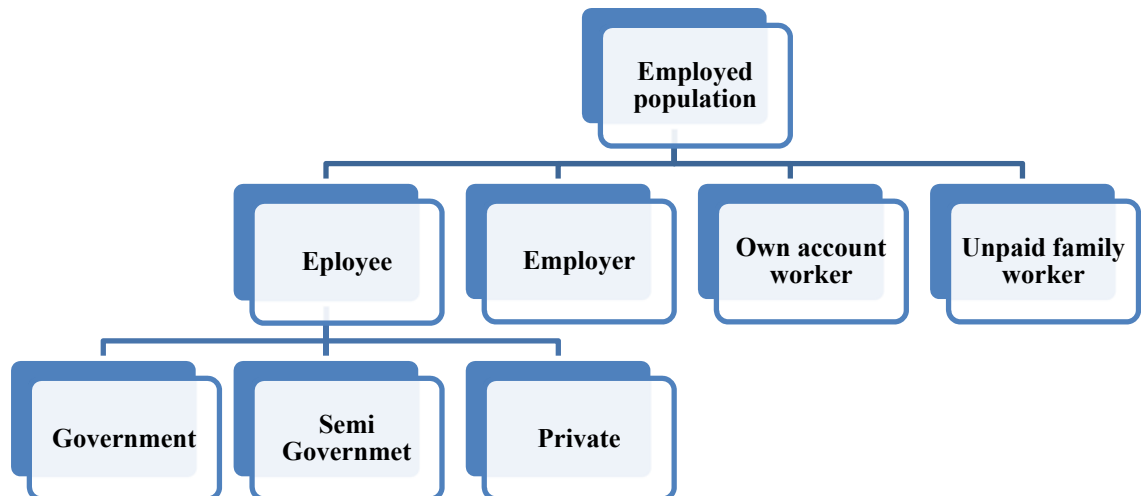 Employed
population
Eployee
Employer
Own account
worker
Unpaid family
worker
Government
Semi
Governmet
Private